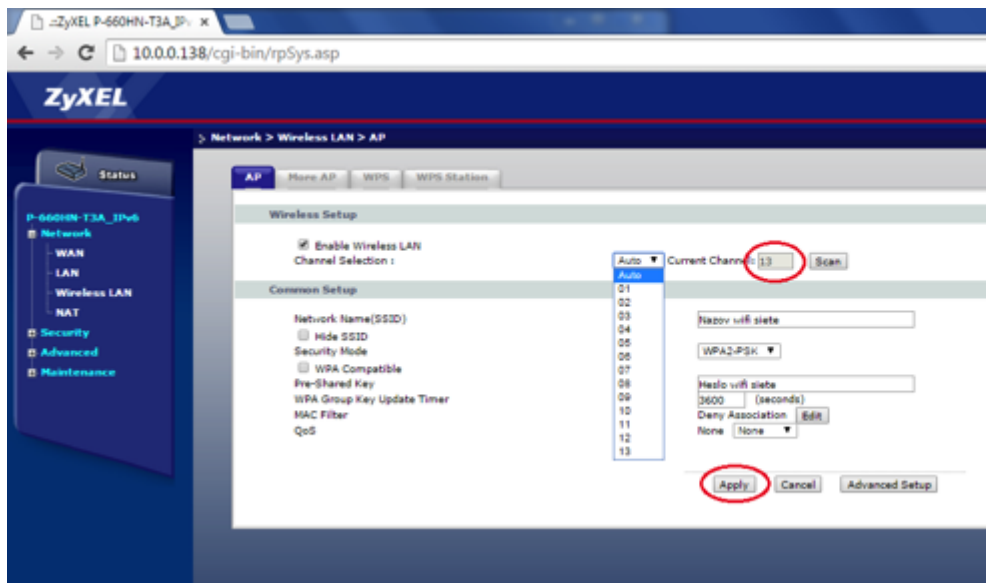 .::ZyXEL P-660HN-T3A_IPv
10.0.0.138/cgi-bin/rpSys.asp
ZyXEL
Network > Wireless LAN > AP
Status
AP More AP WPS WPS Station
P-660HN-T3A_IPv6
Network
WAN
LAN
Wireless LAN
NAT
Security
Advanced
Maintenance
Wireless Setup
Enable Wireless LAN
Channel Selection : Auto Current Channel: 13 Scan
Auto
01
02
03
04
05
06
07
08
09
10
11
12
13
Common Setup
Network Name(SSID) Nazov wifi siete
Hide SSID
Security Mode WPA2-PSK
WPA Compatible
Pre-Shared Key Heslo wifi siete
WPA Group Key Update Timer 3600 (seconds)
MAC Filter Deny Association Edit
QoS None None
Apply Cancel Advanced Setup